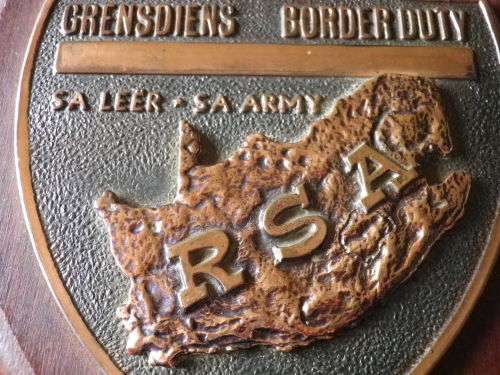 GRENSDIENS BORDER DUTY
SA LEËR • SA ARMY
RSA